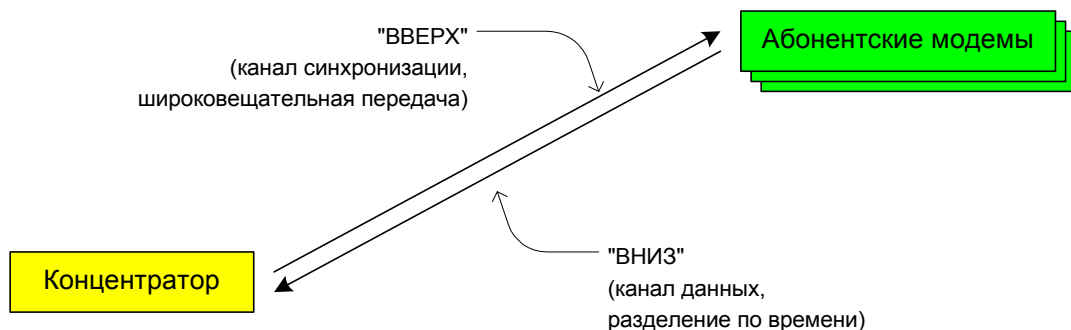 "ВВЕРХ"
(канал синхронизации,
широковещательная передача)
Абонентские модемы
Концентратор
"ВНИЗ"
(канал данных,
разделение по времени)